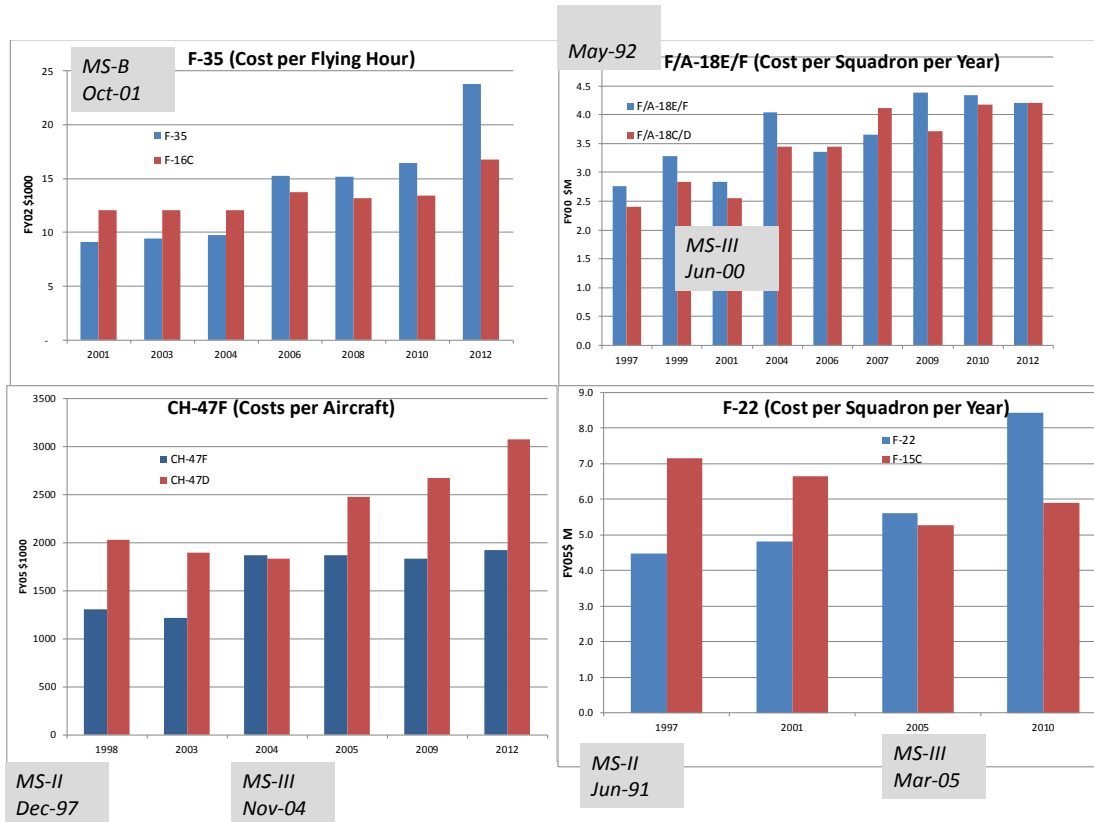 MS-B
Oct-01
F-35 (Cost per Flying Hour)
FY02 $1000
25
20
15
10
5
-
F-35
F-16C
2001 2003 2004 2006 2008 2010 2012
May-92
F/A-18E/F (Cost per Squadron per Year)
FY00 $M
4.5
4.0
3.5
3.0
2.5
2.0
1.5
1.0
0.5
0.0
F/A-18E/F
F/A-18C/D
MS-III
Jun-00
1997 1999 2001 2004 2006 2007 2009 2010 2012
CH-47F (Costs per Aircraft)
FY05 $1000
3500
3000
2500
2000
1500
1000
500
0
CH-47F
CH-47D
1998 2003 2004 2005 2009 2012
MS-II
Dec-97
MS-III
Nov-04
F-22 (Cost per Squadron per Year)
FY05$ M
9.0
8.0
7.0
6.0
5.0
4.0
3.0
2.0
1.0
0.0
F-22
F-15C
1997 2001 2005 2010
MS-II
Jun-91
MS-III
Mar-05